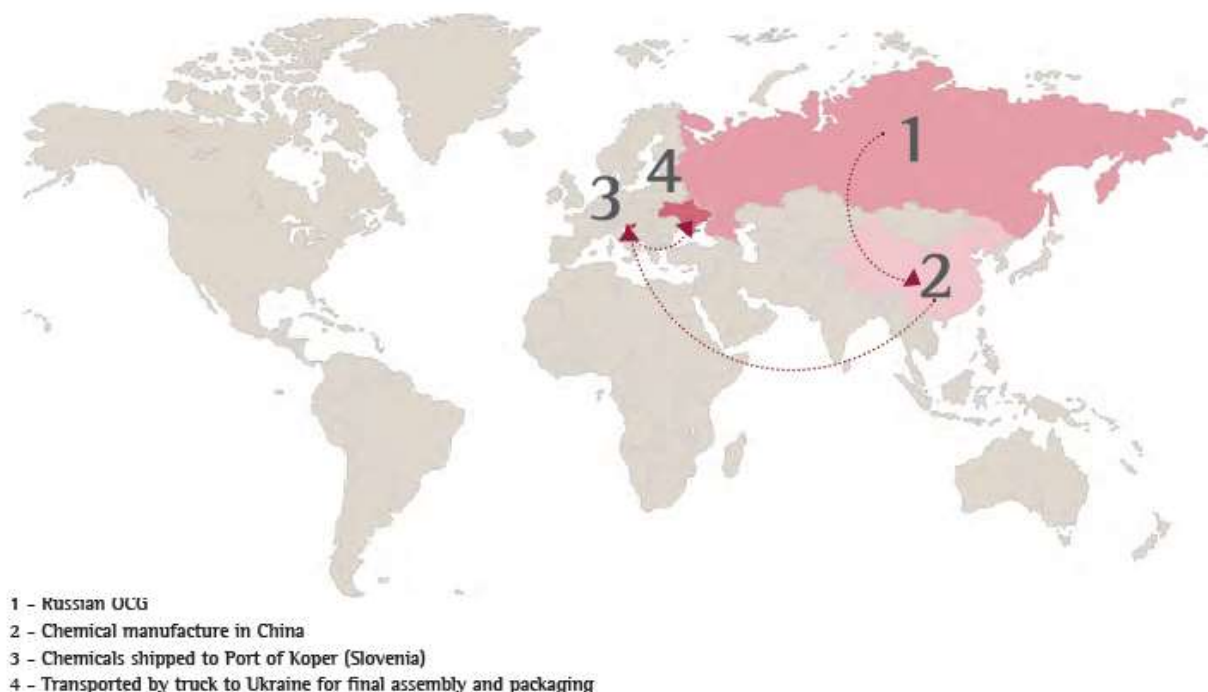 1
4
3
2
1 - Russian OCG
2 - Chemical manufacture in China
3 - Chemicals shipped to Port of Koper (Slovenia)
4 - Transported by truck to Ukraine for final assembly and packaging